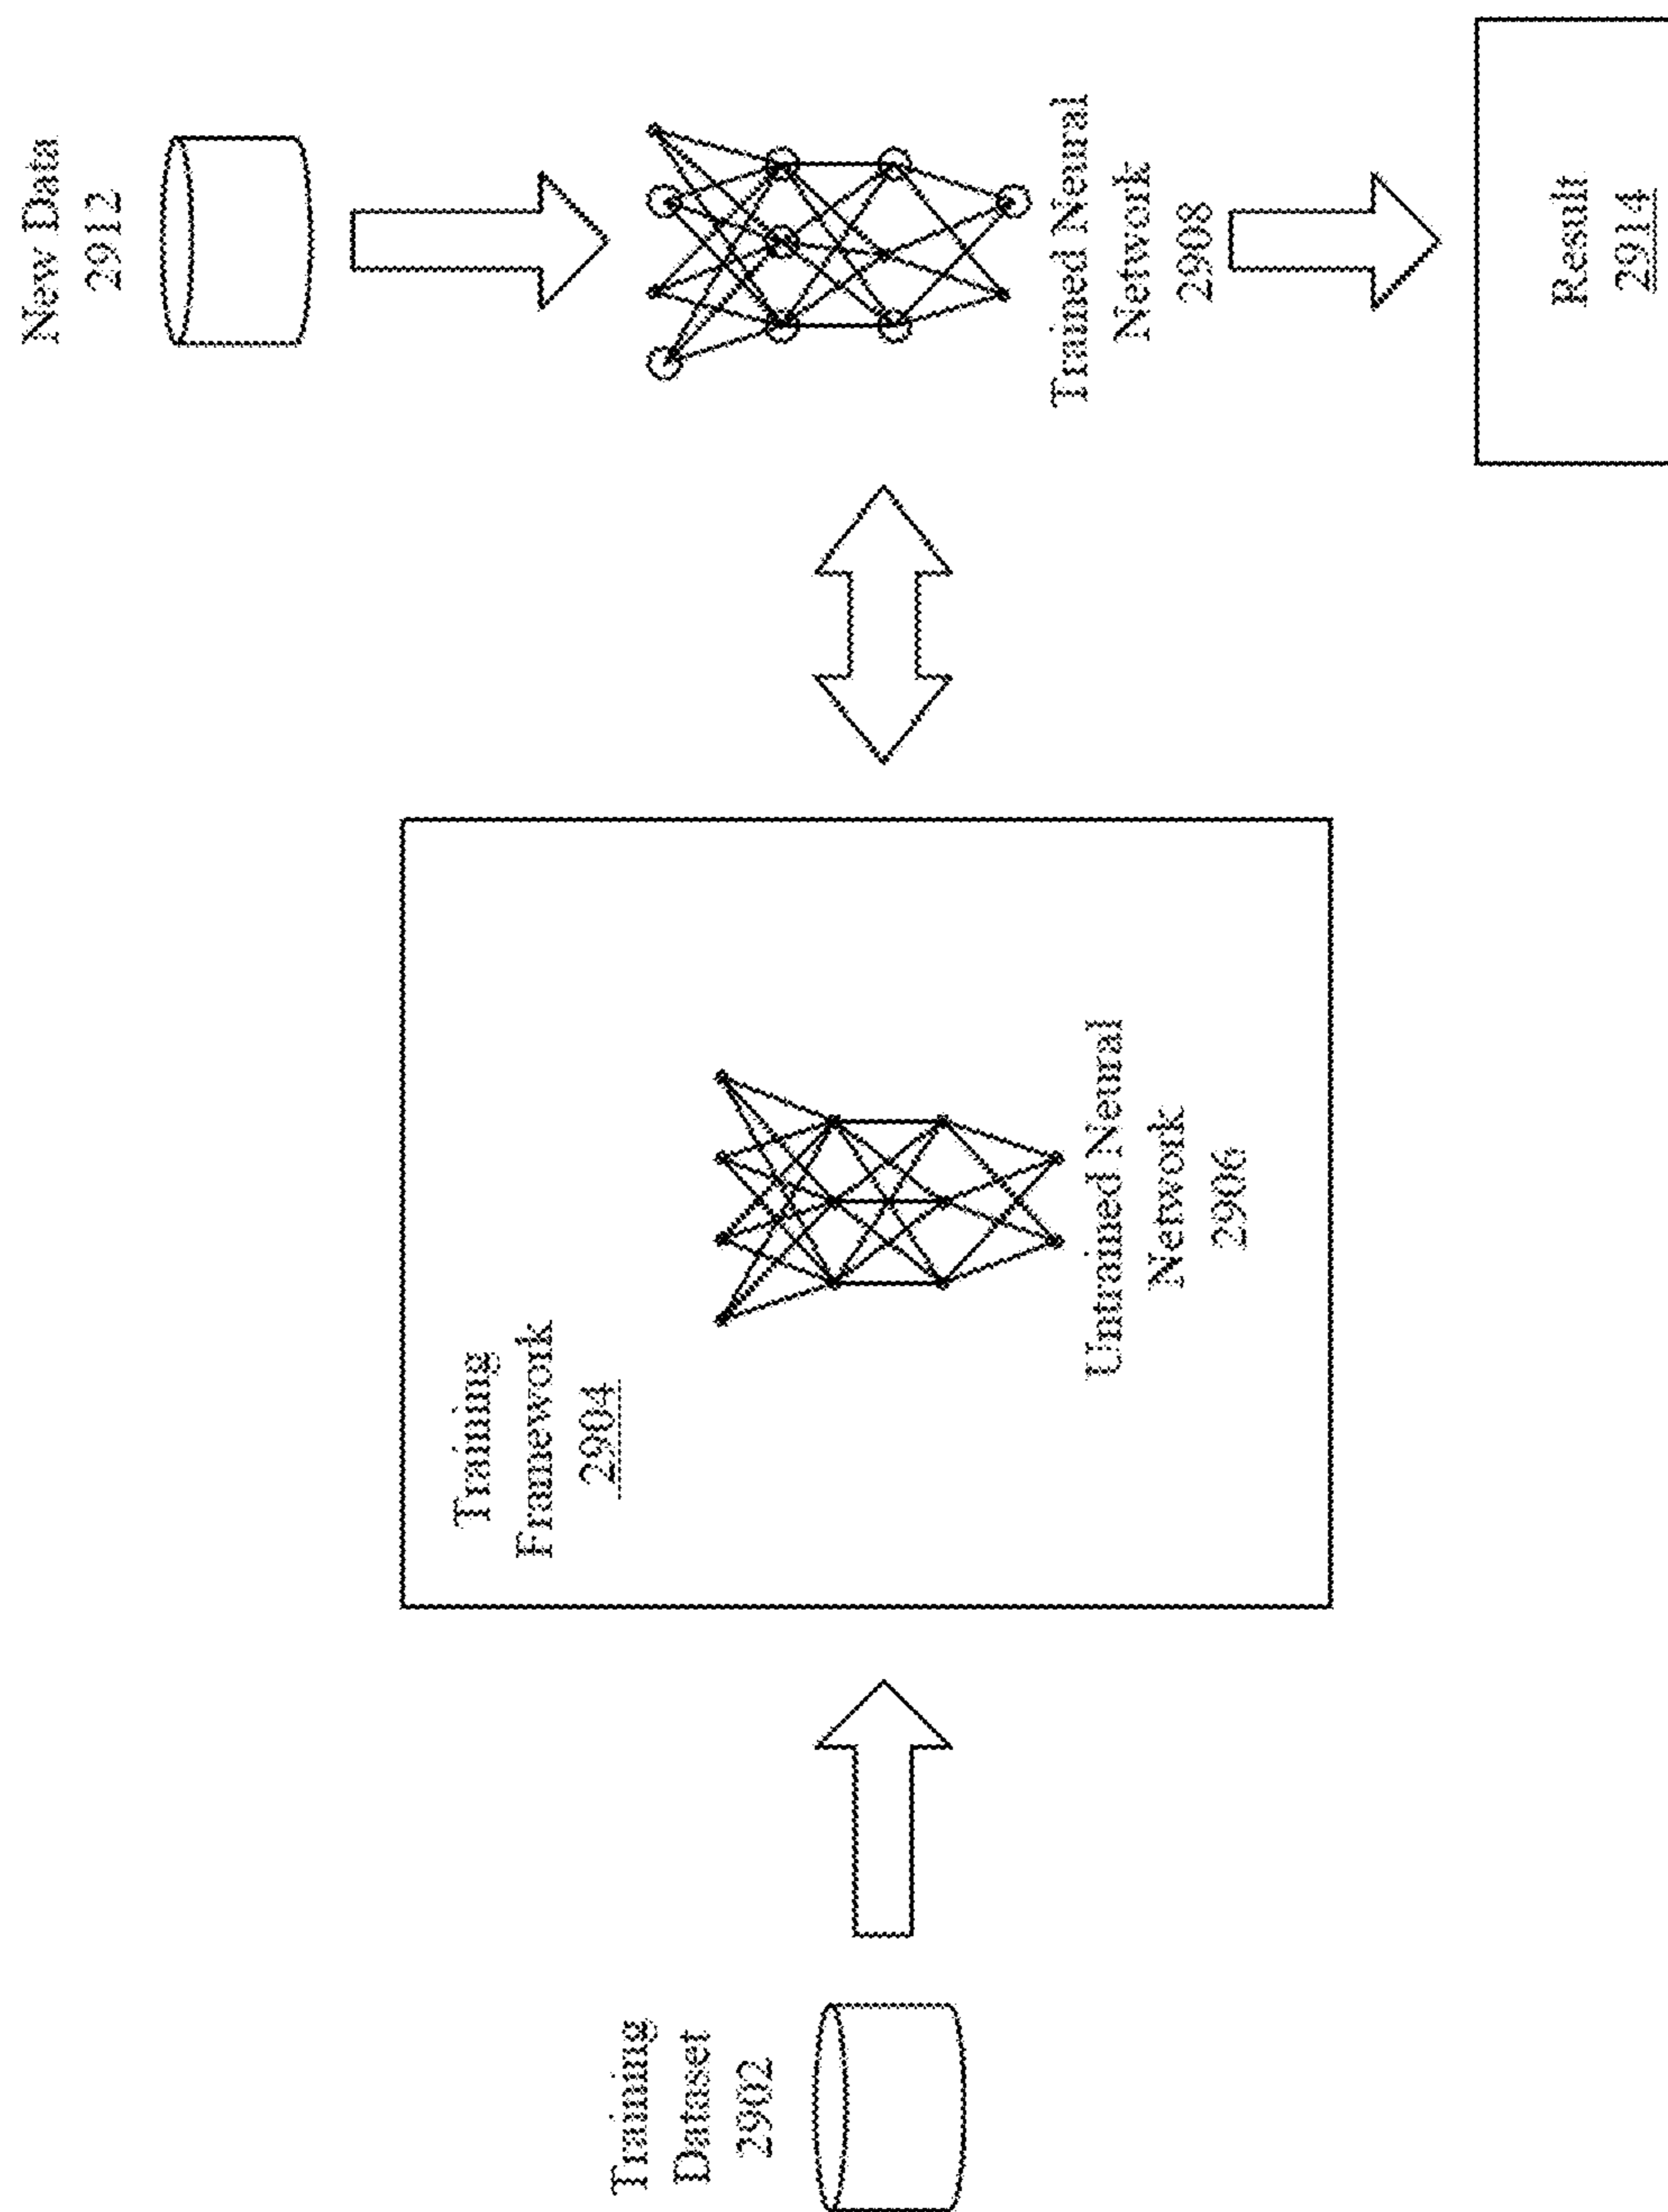 Training
Dataset
2902
Training
Framework
2904
Untrained Neural
Network
2906
New Data
2912
Trained Neural
Network
2908
Result
2914